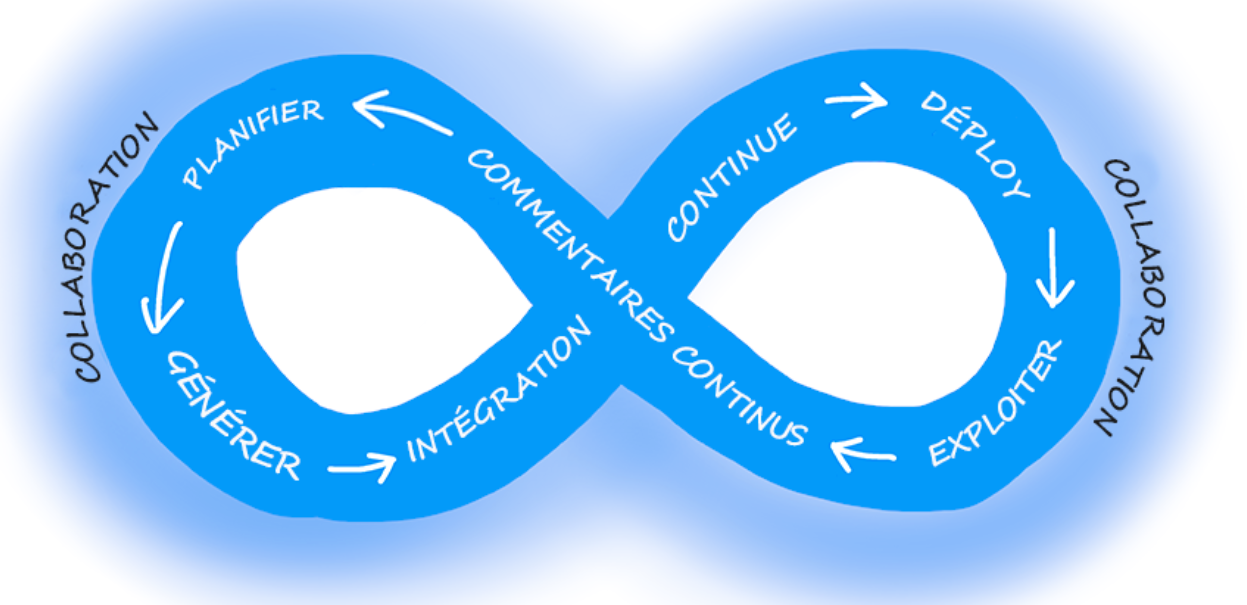 COLLABORATION
PLANIFIER
GÉNÉRER
INTÉGRATION CONTINUE
DÉPLOY
EXPLOITER
COMMENTAIRES CONTINUS
COLLABORATION